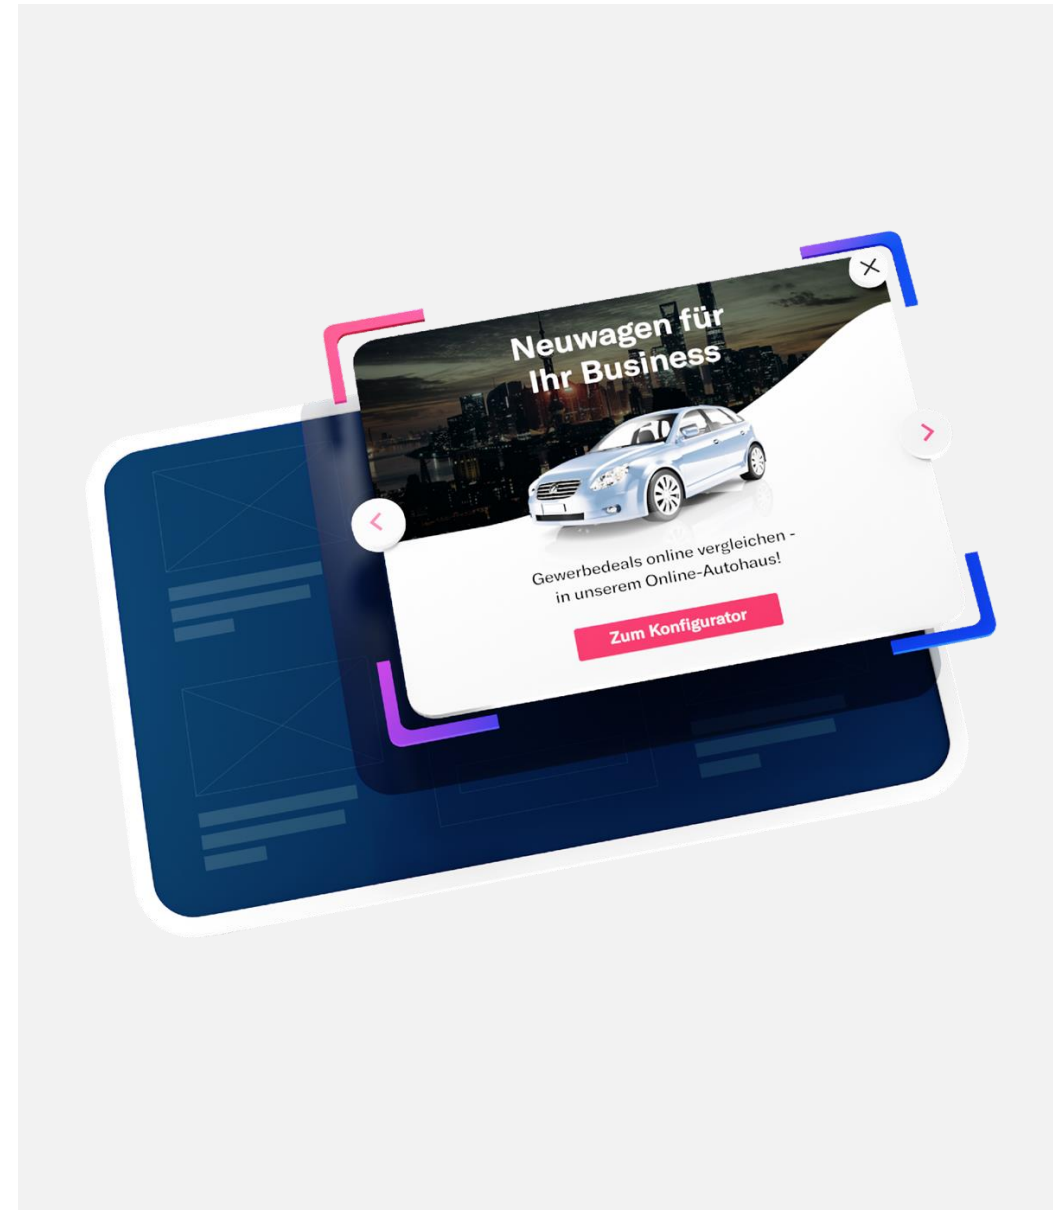 Neuwagen für
Ihr Business
Gewerbedeals online vergleichen -
in unserem Online-Autohaus!
Zum Konfigurator